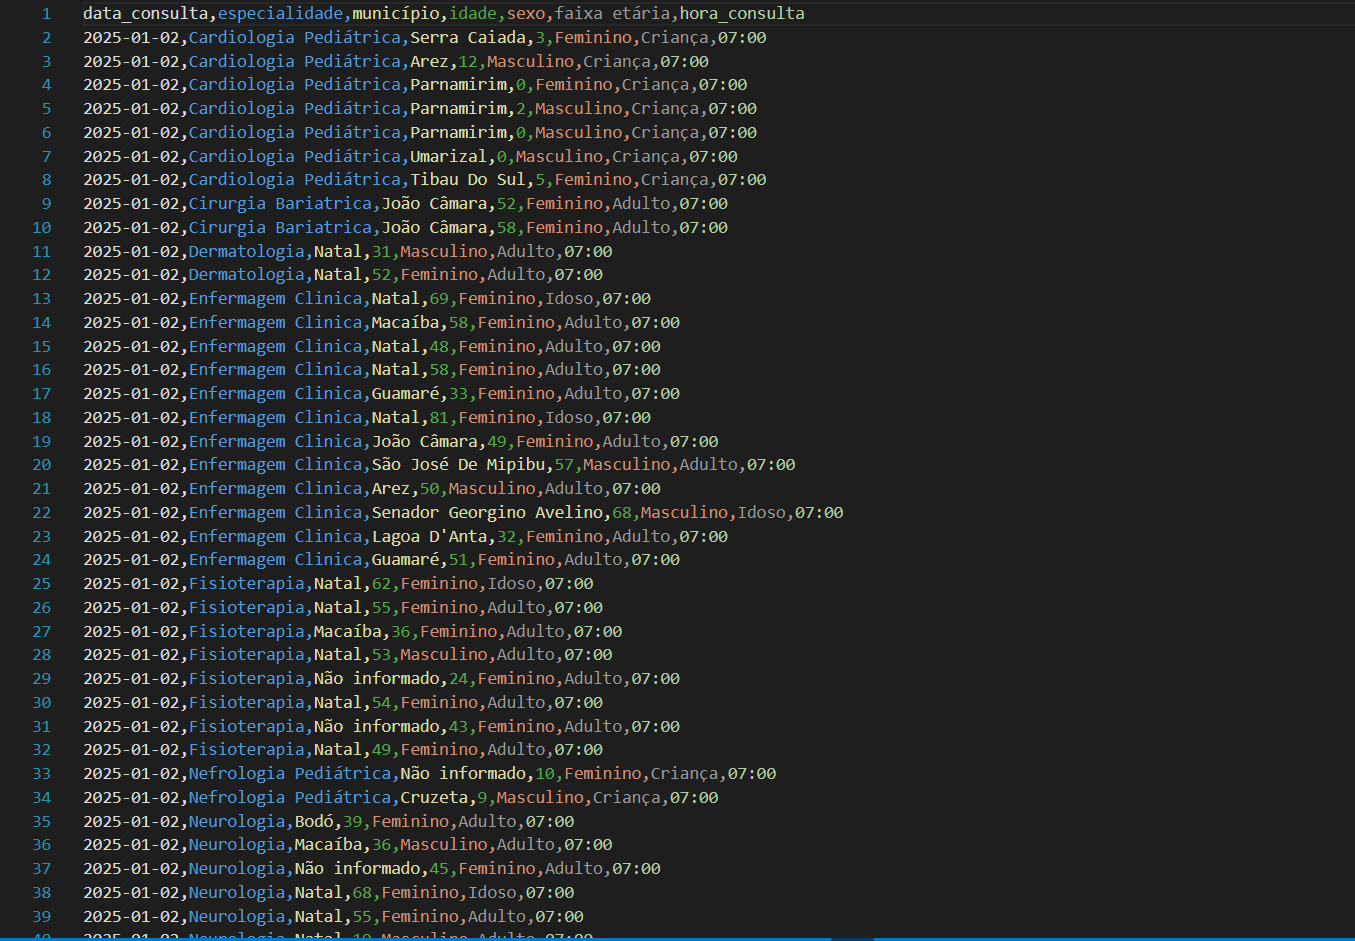 1 data_consulta,especialidade,município,idade,sexo,faixa etária,hora_consulta
2 2025-01-02,Cardiologia Pediátrica,Serra Caiada,3,Feminino,Criança,07:00
3 2025-01-02,Cardiologia Pediátrica,Arez,12,Masculino,Criança,07:00
4 2025-01-02,Cardiologia Pediátrica,Parnamirim,0,Feminino,Criança,07:00
5 2025-01-02,Cardiologia Pediátrica,Parnamirim,2,Masculino,Criança,07:00
6 2025-01-02,Cardiologia Pediátrica,Parnamirim,0,Masculino,Criança,07:00
7 2025-01-02,Cardiologia Pediátrica,Umarizal,0,Masculino,Criança,07:00
8 2025-01-02,Cardiologia Pediátrica,Tibau Do Sul,5,Feminino,Criança,07:00
9 2025-01-02,Cirurgia Bariatrica,João Câmara,52,Feminino,Adulto,07:00
10 2025-01-02,Cirurgia Bariatrica,João Câmara,58,Feminino,Adulto,07:00
11 2025-01-02,Dermatologia,Natal,31,Masculino,Adulto,07:00
12 2025-01-02,Dermatologia,Natal,52,Feminino,Adulto,07:00
13 2025-01-02,Enfermagem Clinica,Natal,69,Feminino,Idoso,07:00
14 2025-01-02,Enfermagem Clinica,Macaíba,58,Feminino,Adulto,07:00
15 2025-01-02,Enfermagem Clinica,Natal,48,Feminino,Adulto,07:00
16 2025-01-02,Enfermagem Clinica,Natal,58,Feminino,Adulto,07:00
17 2025-01-02,Enfermagem Clinica,Guamaré,33,Feminino,Adulto,07:00
18 2025-01-02,Enfermagem Clinica,Natal,81,Feminino,Idoso,07:00
19 2025-01-02,Enfermagem Clinica,João Câmara,49,Feminino,Adulto,07:00
20 2025-01-02,Enfermagem Clinica,São José De Mipibu,57,Masculino,Adulto,07:00
21 2025-01-02,Enfermagem Clinica,Arez,50,Masculino,Adulto,07:00
22 2025-01-02,Enfermagem Clinica,Senador Georgino Avelino,68,Masculino,Idoso,07:00
23 2025-01-02,Enfermagem Clinica,Lagoa D'Anta,32,Feminino,Adulto,07:00
24 2025-01-02,Enfermagem Clinica,Guamaré,51,Feminino,Adulto,07:00
25 2025-01-02,Fisioterapia,Natal,62,Feminino,Idoso,07:00
26 2025-01-02,Fisioterapia,Natal,55,Feminino,Adulto,07:00
27 2025-01-02,Fisioterapia,Macaíba,36,Feminino,Adulto,07:00
28 2025-01-02,Fisioterapia,Natal,53,Masculino,Adulto,07:00
29 2025-01-02,Fisioterapia,Não informado,24,Feminino,Adulto,07:00
30 2025-01-02,Fisioterapia,Natal,54,Feminino,Adulto,07:00
31 2025-01-02,Fisioterapia,Não informado,43,Feminino,Adulto,07:00
32 2025-01-02,Fisioterapia,Natal,49,Feminino,Adulto,07:00
33 2025-01-02,Nefrologia Pediátrica,Não informado,10,Feminino,Criança,07:00
34 2025-01-02,Nefrologia Pediátrica,Cruzeta,9,Masculino,Criança,07:00
35 2025-01-02,Neurologia,Bodó,39,Feminino,Adulto,07:00
36 2025-01-02,Neurologia,Macaíba,36,Masculino,Adulto,07:00
37 2025-01-02,Neurologia,Não informado,45,Feminino,Adulto,07:00
38 2025-01-02,Neurologia,Natal,68,Feminino,Idoso,07:00
39 2025-01-02,Neurologia,Natal,55,Feminino,Adulto,07:00